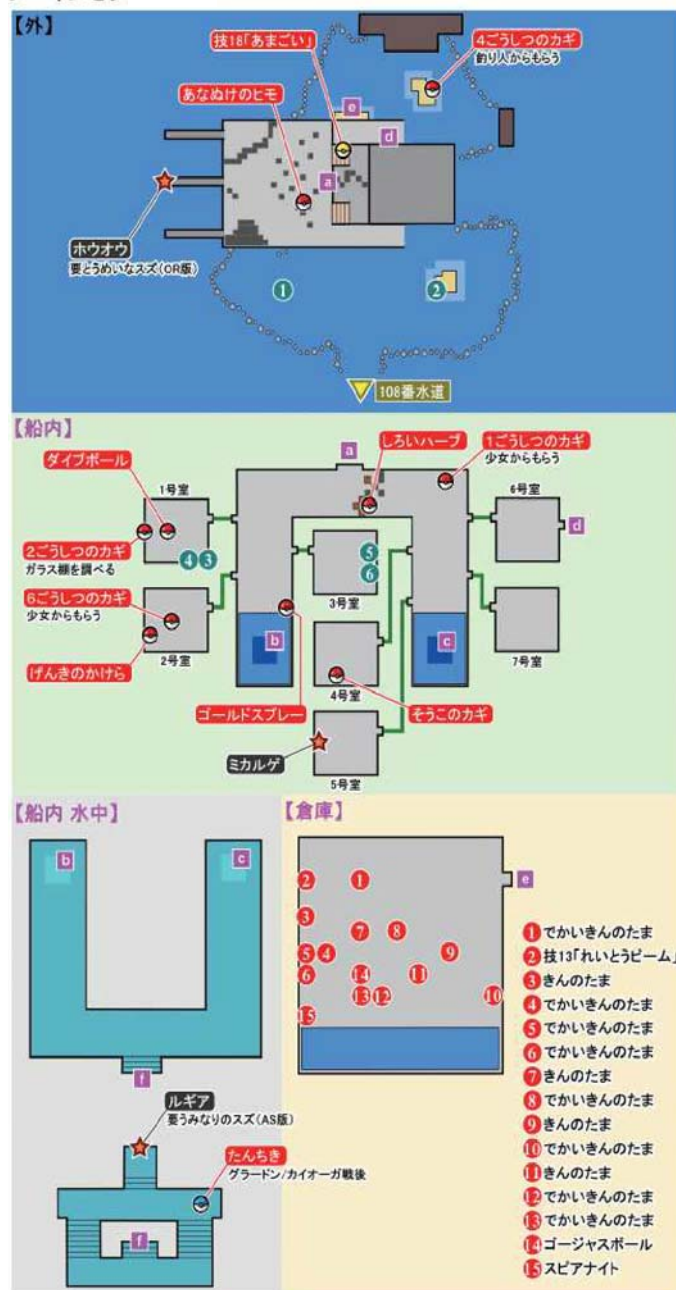 【外】
技18「あまごい」
4ごうしつのカギ
釣り人からもらう
あなぬけのヒモ
e
d
a
ホウオウ
要とうめいなスズ(OR版)
1
2
108番水道
【船内】
a
しろいハーブ
1ごうしつのカギ
少女からもらう
ダイブボール
1号室
6号室
d
2ごうしつのカギ
ガラス棚を調べる
4 3
5
6
3号室
6ごうしつのカギ
少女からもらう
b
c
2号室
7号室
げんきのかけら
ゴールドスプレー
4号室
そうこのカギ
ミカルゲ
5号室
【船内 水中】
b
c
f
ルギア
要うみなりのスズ(AS版)
たんちき
グラードン/カイオーガ戦後
f
【倉庫】
2 1
e
3
7 8
5 4 9
6 14 11
13 12 10
15
1 でかいきんのたま
2 技13「れいとうビーム」
3 きんのたま
4 でかいきんのたま
5 でかいきんのたま
6 でかいきんのたま
7 きんのたま
8 でかいきんのたま
9 きんのたま
10 でかいきんのたま
11 きんのたま
12 でかいきんのたま
13 でかいきんのたま
14 ゴージャスボール
15 スピアナイト